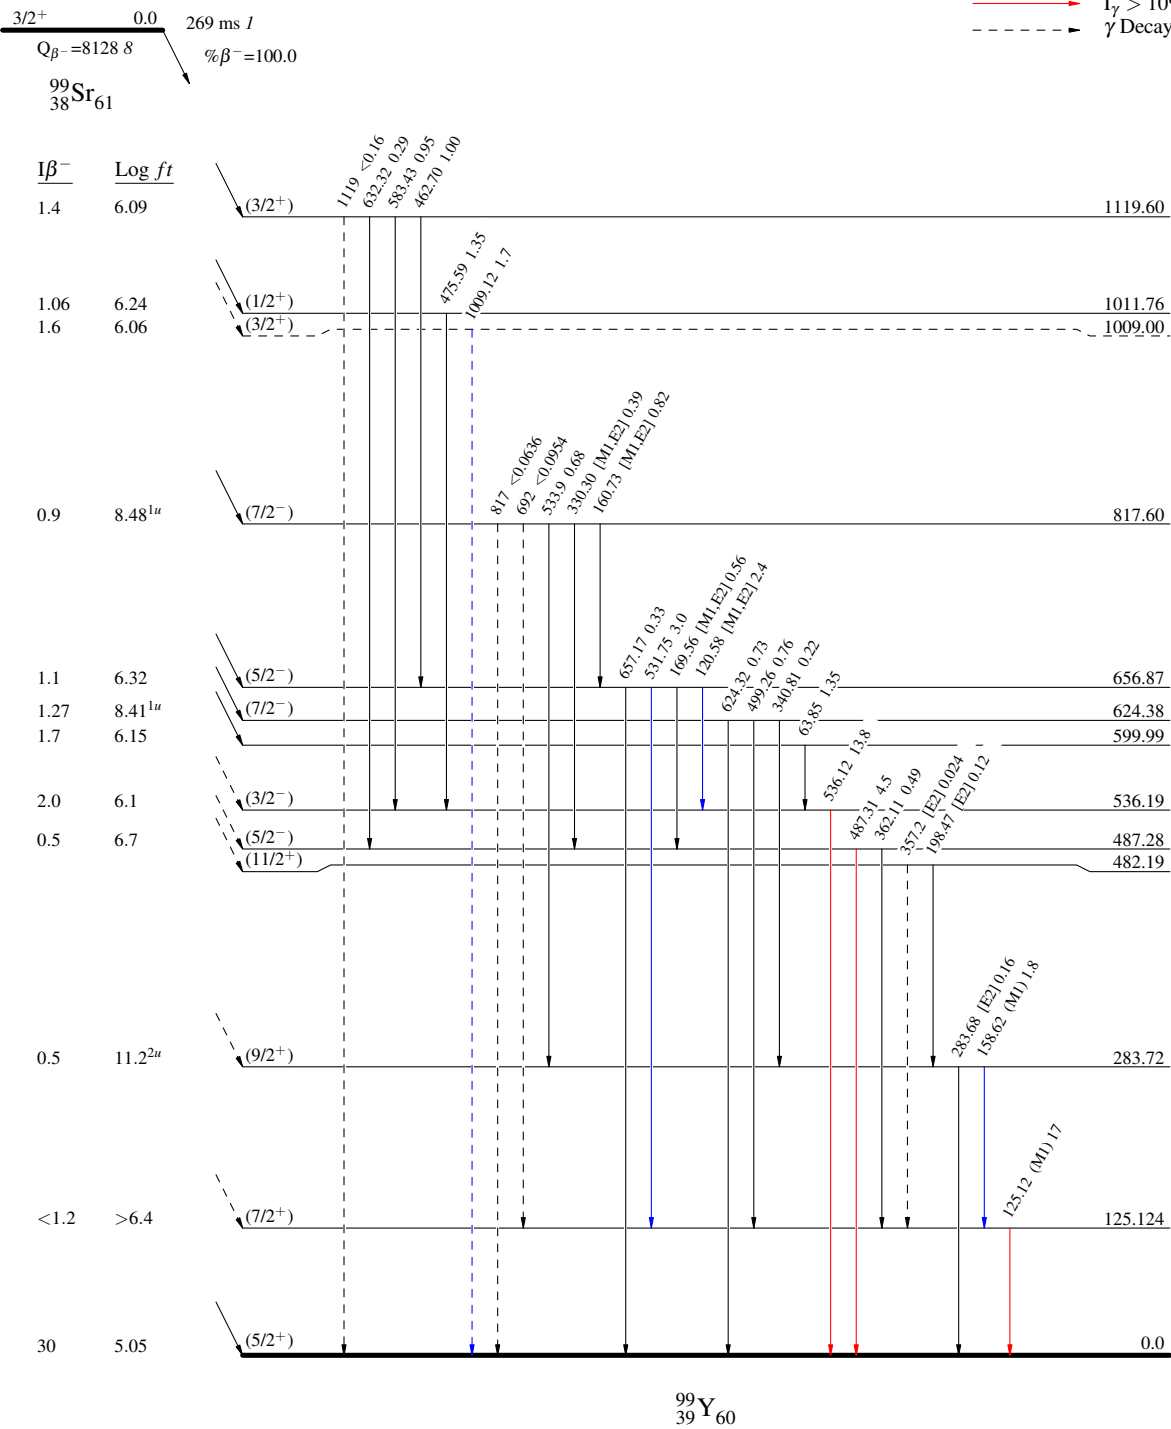 I_γ > 10
γ Decay
3/2⁺ 0.0 269 ms 1
Q_β⁻=8128 8
%β⁻=100.0
⁹⁹₃₈Sr₆₁
Iβ⁻ Log ft
1119 <0.16
632.32 0.29
583.43 0.95
462.70 1.00
1.4 6.09 (3/2⁺) 1119.60
475.59 1.35
1009.12 1.7
1.06 6.24 (1/2⁺) 1011.76
1.6 6.06 (3/2⁺) 1009.00
817 <0.0636
692 <0.0954
533.9 0.68
330.30 [M1,E2] 0.39
160.73 [M1,E2] 0.82
0.9 8.48¹ᵘ (7/2⁻) 817.60
657.17 0.33
531.75 3.0
169.56 [M1,E2] 0.56
120.58 [M1,E2] 2.4
1.1 6.32 (5/2⁻) 656.87
624.32 0.73
499.26 0.76
340.81 0.22
1.27 8.41¹ᵘ (7/2⁻) 624.38
63.85 1.35
1.7 6.15 599.99
536.12 13.8
2.0 6.1 (3/2⁻) 536.19
487.31 4.5
362.11 0.49
0.5 6.7 (5/2⁻) 487.28
357.2 [E2] 0.024
198.47 [E2] 0.12
(11/2⁺) 482.19
283.68 [E2] 0.16
158.62 (M1) 1.8
0.5 11.2²ᵘ (9/2⁺) 283.72
125.12 (M1) 17
<1.2 >6.4 (7/2⁺) 125.124
30 5.05 (5/2⁺) 0.0
⁹⁹₃₉Y₆₀